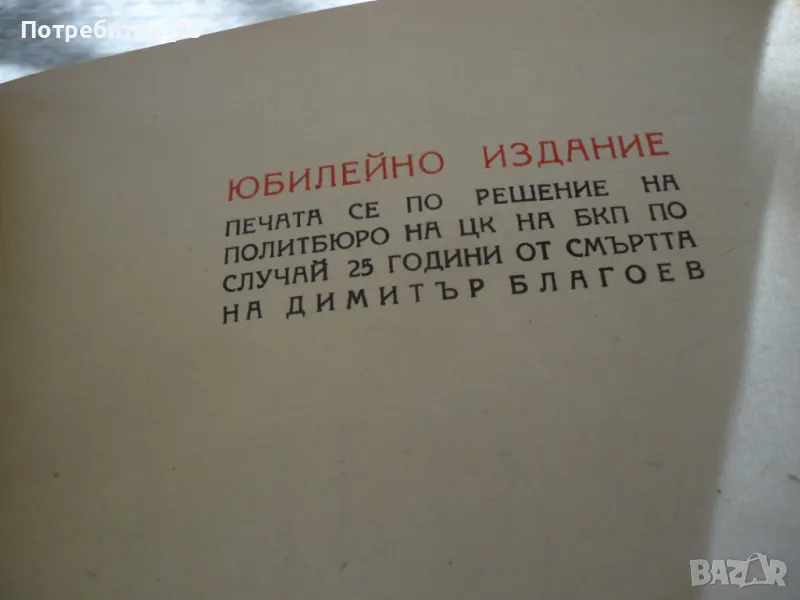 ЮБИЛЕЙНО ИЗДАНИЕ
ПЕЧАТА СЕ ПО РЕШЕНИЕ НА
ПОЛИТБЮРО НА ЦК НА БКП ПО
СЛУЧАЙ 25 ГОДИНИ ОТ СМЪРТТА
НА ДИМИТЪР БЛАГОЕВ
BAZAR